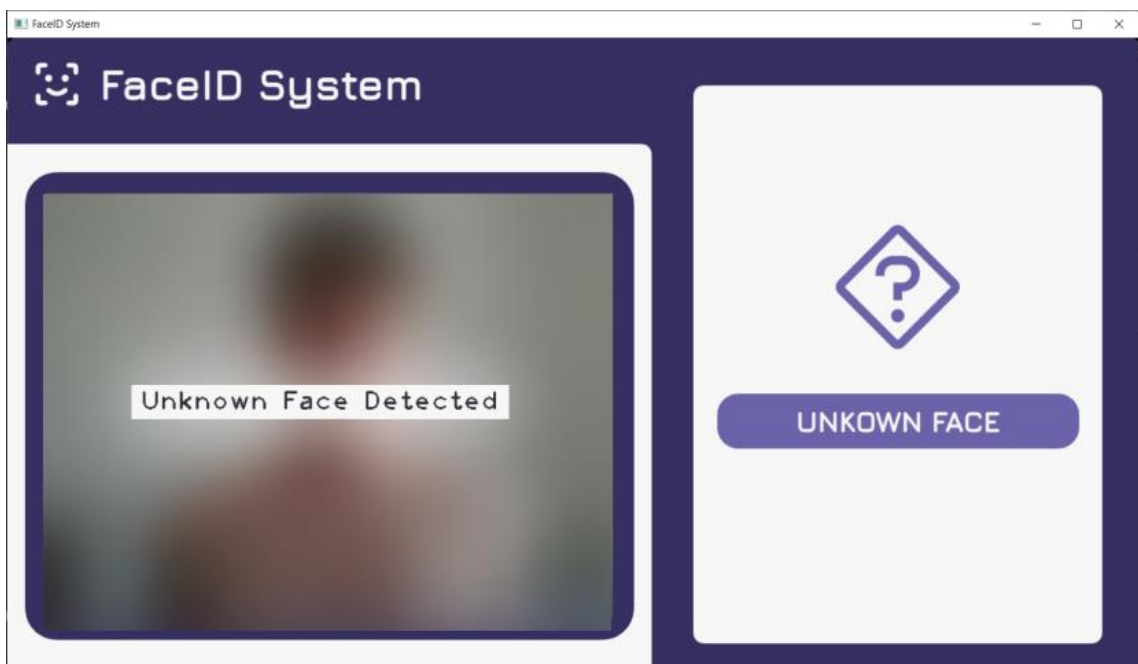 FaceID System
FaceID System
Unknown Face Detected
?
UNKOWN FACE